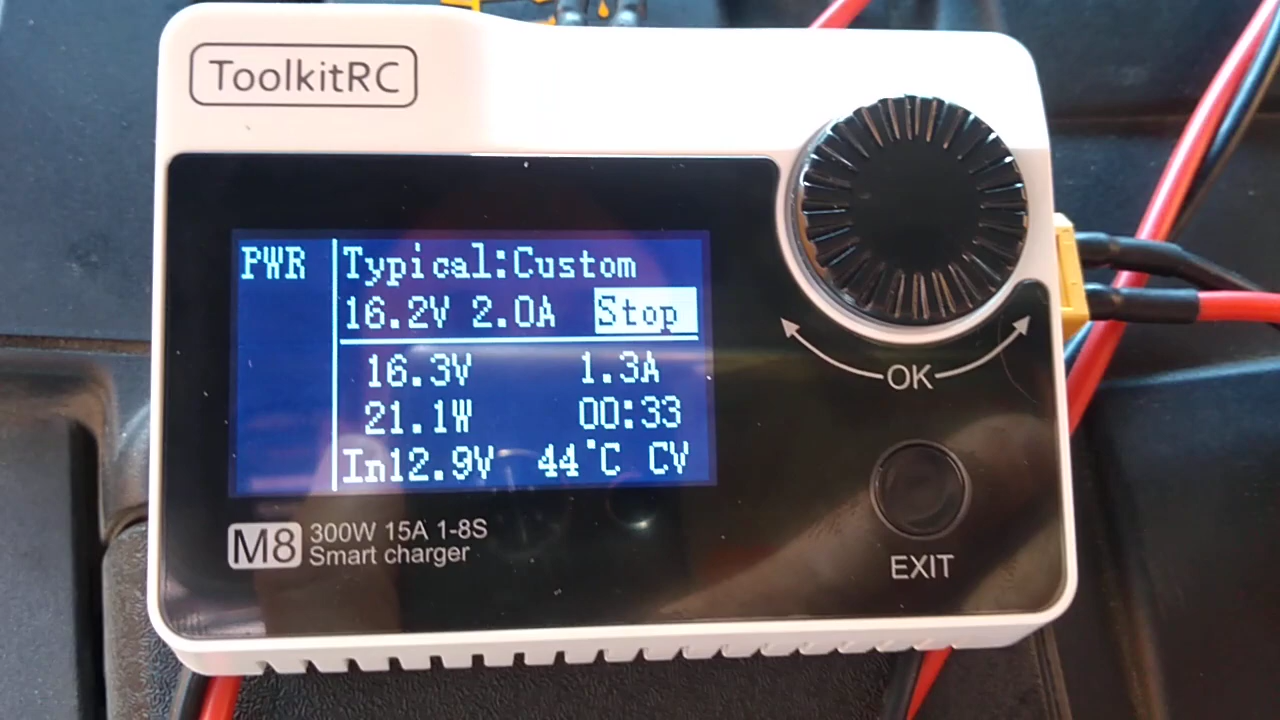 ToolkitRC
PWR
Typical:Custom
16.2V 2.0A Stop
16.3V 1.3A
21.1W 00:33
In12.9V 44°C CV
OK
M8
300W 15A 1-8S
Smart charger
EXIT